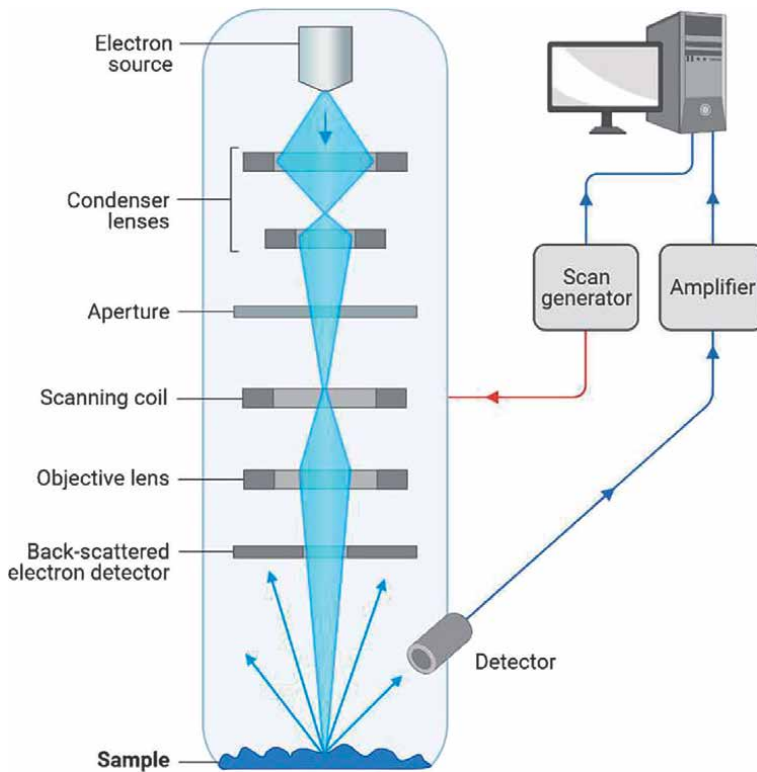 Electron
source
Condenser
lenses
Aperture
Scanning coil
Objective lens
Back-scattered
electron detector
Sample
Scan
generator
Amplifier
Detector